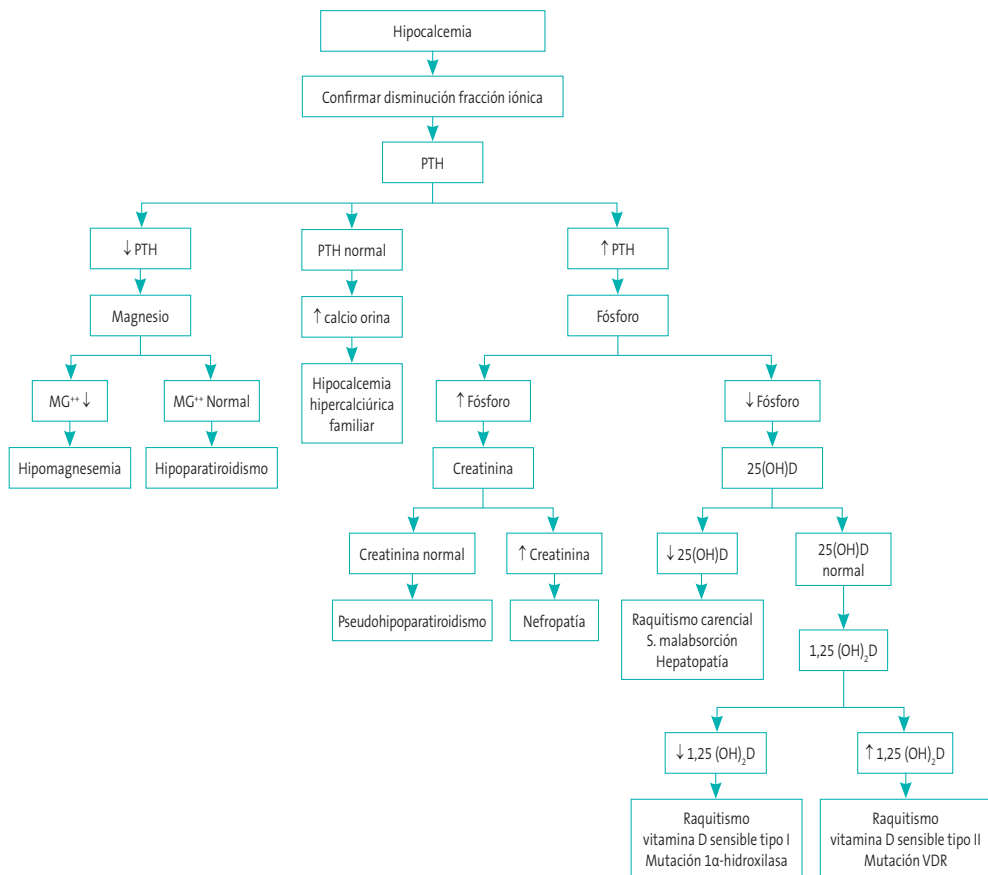 Hipocalcemia
Confirmar disminución fracción iónica
PTH
↓ PTH
PTH normal
↑ PTH
Magnesio
↑ calcio orina
Fósforo
MG⁺⁺ ↓
MG⁺⁺ Normal
Hipocalcemia
hipercalciúrica
familiar
↑ Fósforo
↓ Fósforo
Hipomagnesemia
Hipoparatiroidismo
Creatinina
25(OH)D
Creatinina normal
↑ Creatinina
↓ 25(OH)D
25(OH)D
normal
Pseudohipoparatiroidismo
Nefropatía
Raquitismo carencial
S. malabsorción
Hepatopatía
1,25 (OH)₂D
↓ 1,25 (OH)₂D
↑ 1,25 (OH)₂D
Raquitismo
vitamina D sensible tipo I
Mutación 1α-hidroxilasa
Raquitismo
vitamina D sensible tipo II
Mutación VDR